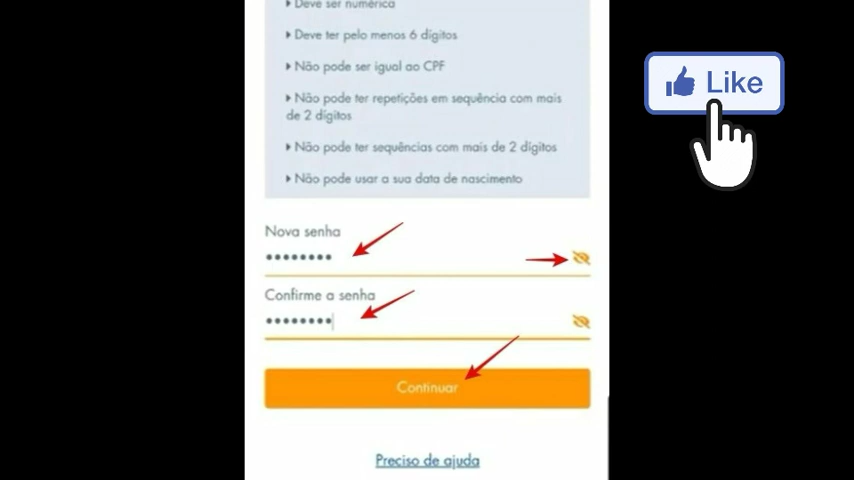 Deve ser numérica
Deve ter pelo menos 6 dígitos
Não pode ser igual ao CPF
Não pode ter repetições em sequência com mais
de 2 dígitos
Não pode ter sequências com mais de 2 dígitos
Não pode usar a sua data de nascimento
Like
Nova senha
••••••••
Confirme a senha
••••••••
Continuar
Preciso de ajuda